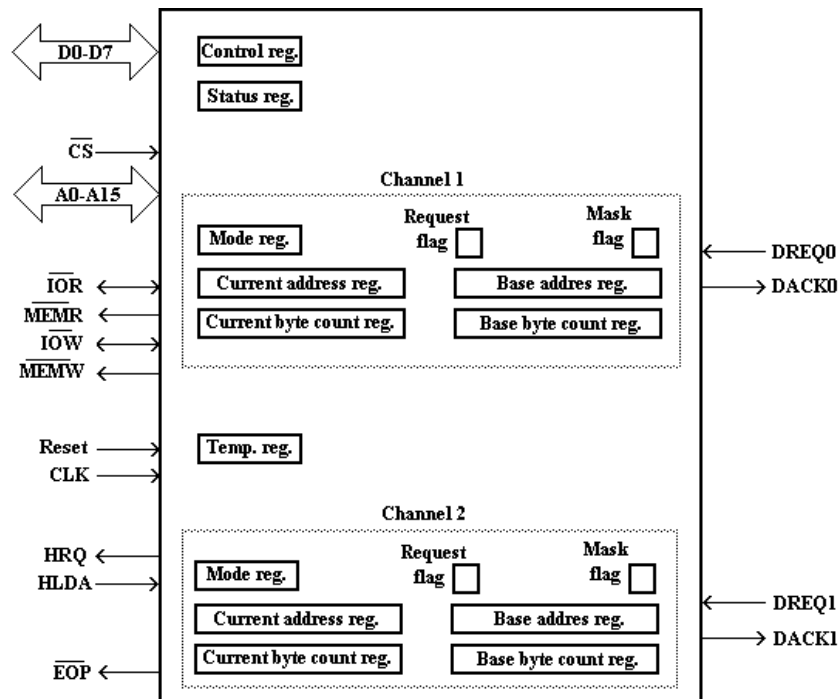 D0-D7
Control reg.
Status reg.
CS
A0-A15
Channel 1
Mode reg.
Request
flag
Mask
flag
DREQ0
Current address reg.
Base addres reg.
DACK0
IOR
MEMR
Current byte count reg.
Base byte count reg.
IOW
MEMW
Reset
Temp. reg.
CLK
Channel 2
HRQ
HLDA
Mode reg.
Request
flag
Mask
flag
DREQ1
Current address reg.
Base addres reg.
DACK1
Current byte count reg.
Base byte count reg.
EOP